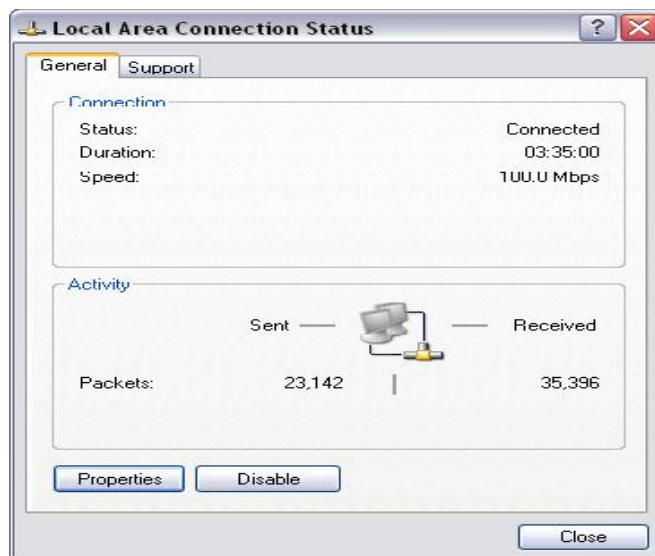 Local Area Connection Status
General Support
Connection
Status: Connected
Duration: 03:35:00
Speed: 100.0 Mbps
Activity
Sent Received
Packets: 23,142 35,396
Properties Disable
Close